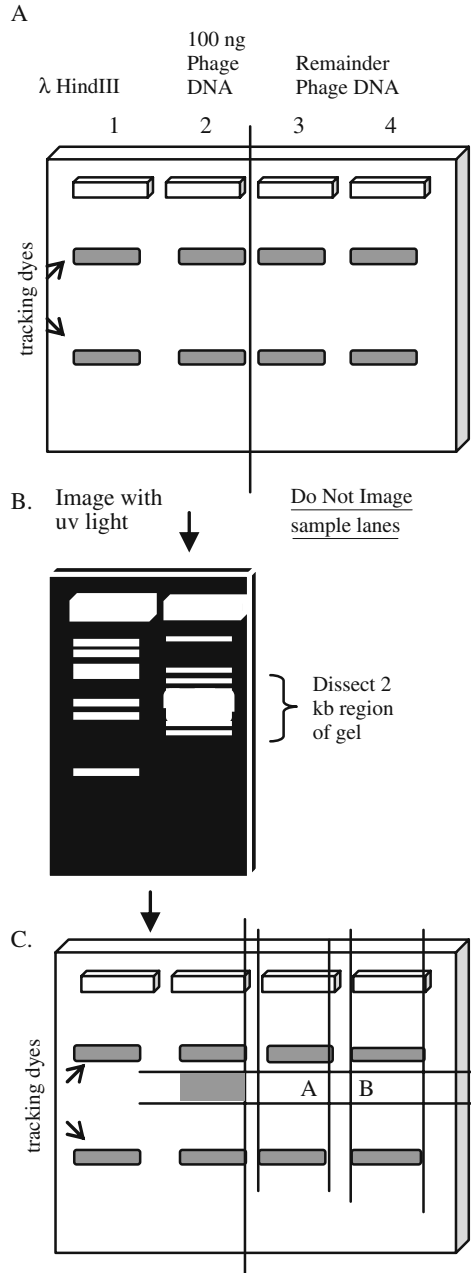 A
100 ng
Phage
DNA
Remainder
Phage DNA
λ HindIII
1 2 3 4
tracking dyes
B. Image with
uv light
Do Not Image
sample lanes
Dissect 2
kb region
of gel
C.
tracking dyes
A B